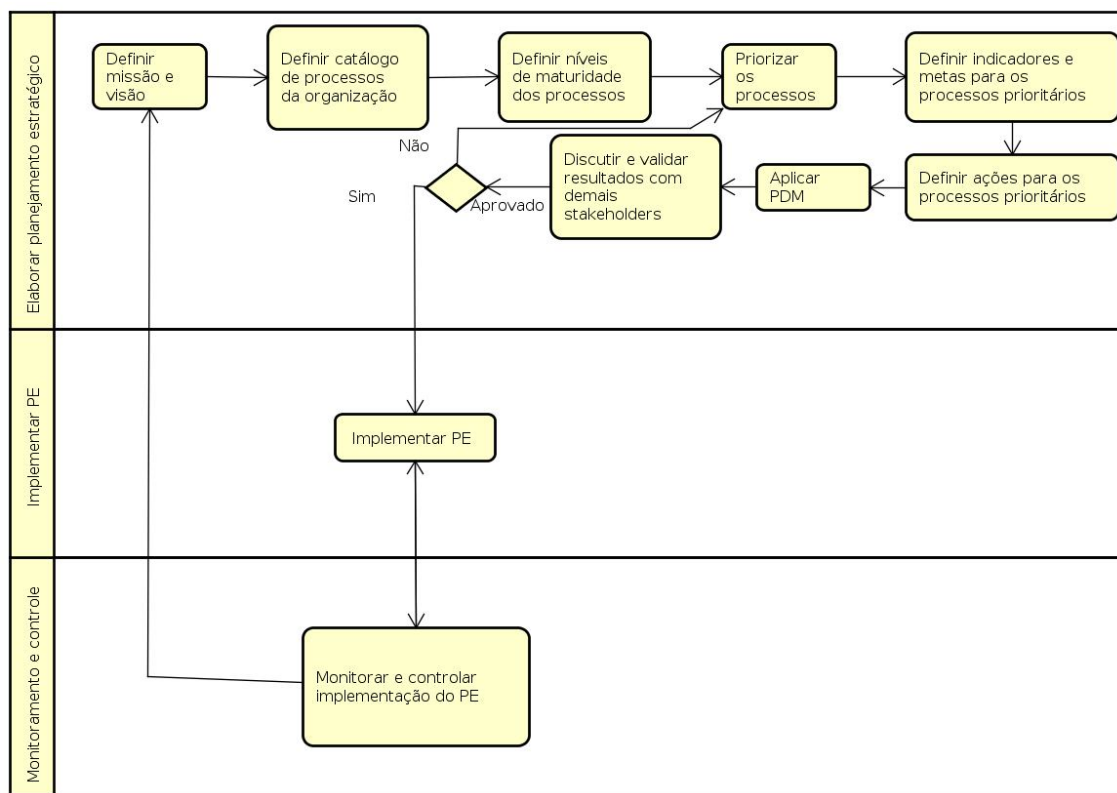 Elaborar planejamento estratégico
Definir
missão e
visão
Definir catálogo
de processos
da organização
Definir níveis
de maturidade
dos processos
Priorizar
os
processos
Definir indicadores e
metas para os
processos prioritários
Não
Sim
Aprovado
Discutir e validar
resultados com
demais
stakeholders
Aplicar
PDM
Definir ações para os
processos prioritários
Implementar PE
Implementar PE
Monitoramento e controle
Monitorar e controlar
implementação do PE